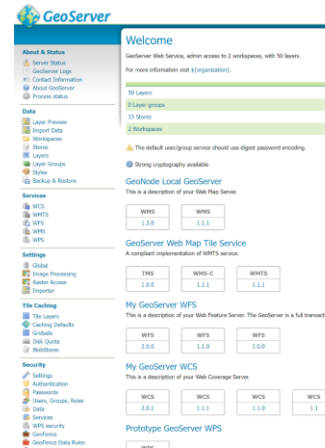 GeoServer
About & Status
Server Status
GeoServer Logs
Contact Information
About GeoServer
Process status
Data
Layer Preview
Import Data
Workspaces
Stores
Layers
Layer Groups
Styles
Backup & Restore
Services
WCS
WMTS
WFS
WMS
WPS
Settings
Global
Image Processing
Raster Access
Importer
Tile Caching
Tile Layers
Caching Defaults
Gridsets
Disk Quota
BlobStores
Security
Settings
Authentication
Passwords
Users, Groups, Roles
Data
Services
WPS security
GeoFence
GeoFence Data Rules
Welcome
GeoServer Web Service, admin access to 2 workspaces, with 50 layers.
For more information visit ${organization}.
50 Layers
0 Layer groups
33 Stores
2 Workspaces
The default user/group service should use digest password encoding.
Strong cryptography available
GeoNode Local GeoServer
This is a description of your Web Map Server.
WMS WMS
1.3.0 1.1.1
GeoServer Web Map Tile Service
A compliant implementation of WMTS service.
TMS WMS-C WMTS
1.0.0 1.1.1 1.1.1
My GeoServer WFS
This is a description of your Web Feature Server. The GeoServer is a full transact
WFS WFS WFS
2.0.0 1.1.0 1.0.0
My GeoServer WCS
This is a description of your Web Coverage Server.
WCS WCS WCS WCS
2.0.1 1.1.1 1.1.0 1.1
Prototype GeoServer WPS
WPS